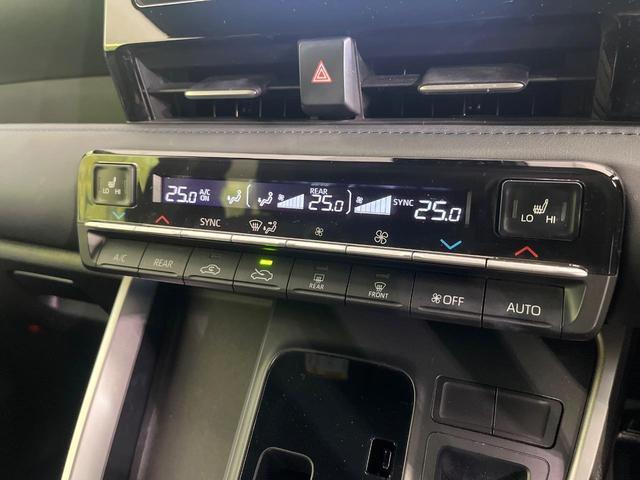 LO HI
25.0 A/C ON REAR 25.0 SYNC 25.0
LO HI
SYNC
A/C REAR REAR FRONT OFF AUTO